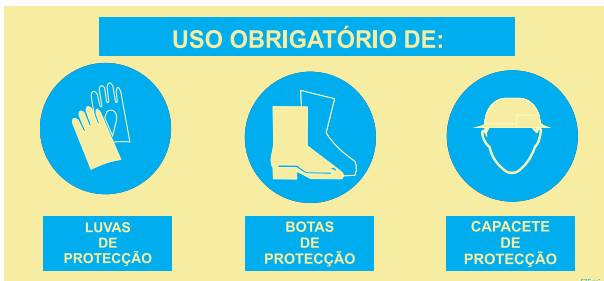 USO OBRIGATÓRIO DE:
LUVAS
DE
PROTECÇÃO
BOTAS
DE
PROTECÇÃO
CAPACETE
DE
PROTECÇÃO